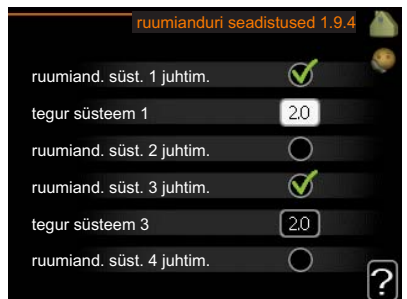 ruumianduri seadistused 1.9.4
ruumiand. süst. 1 juhtim.
tegur süsteem 1 2.0
ruumiand. süst. 2 juhtim.
ruumiand. süst. 3 juhtim.
tegur süsteem 3 2.0
ruumiand. süst. 4 juhtim.
?